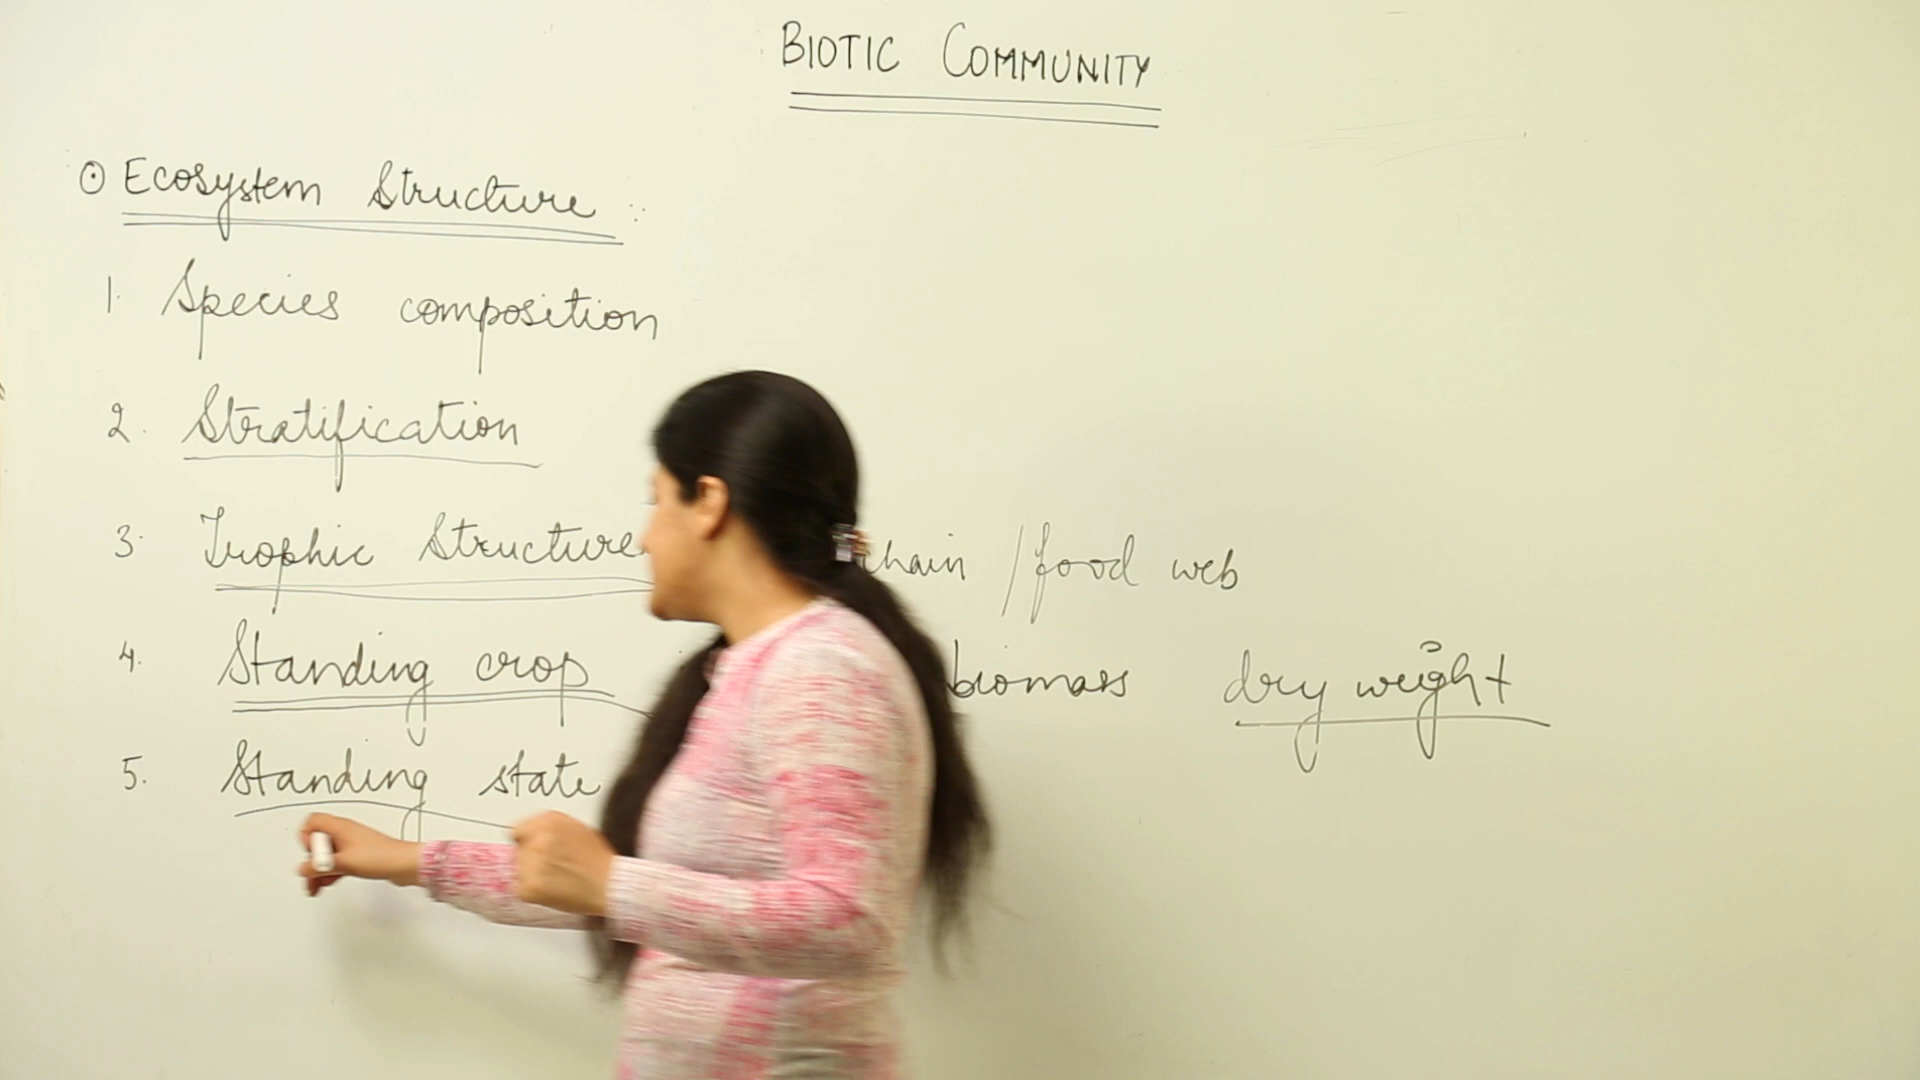 BIOTIC COMMUNITY
Ecosystem Structure :
1. Species composition
2. Stratification
3. Trophic Structure chain / food web
4. Standing crop biomass dry weight
5. Standing state